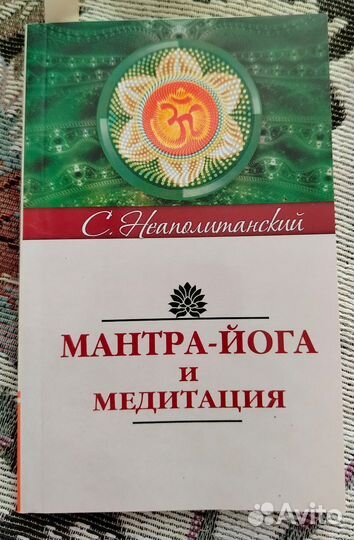 ॐ
С. Неаполитанский
МАНТРА-ЙОГА
И
МЕДИТАЦИЯ
Avito